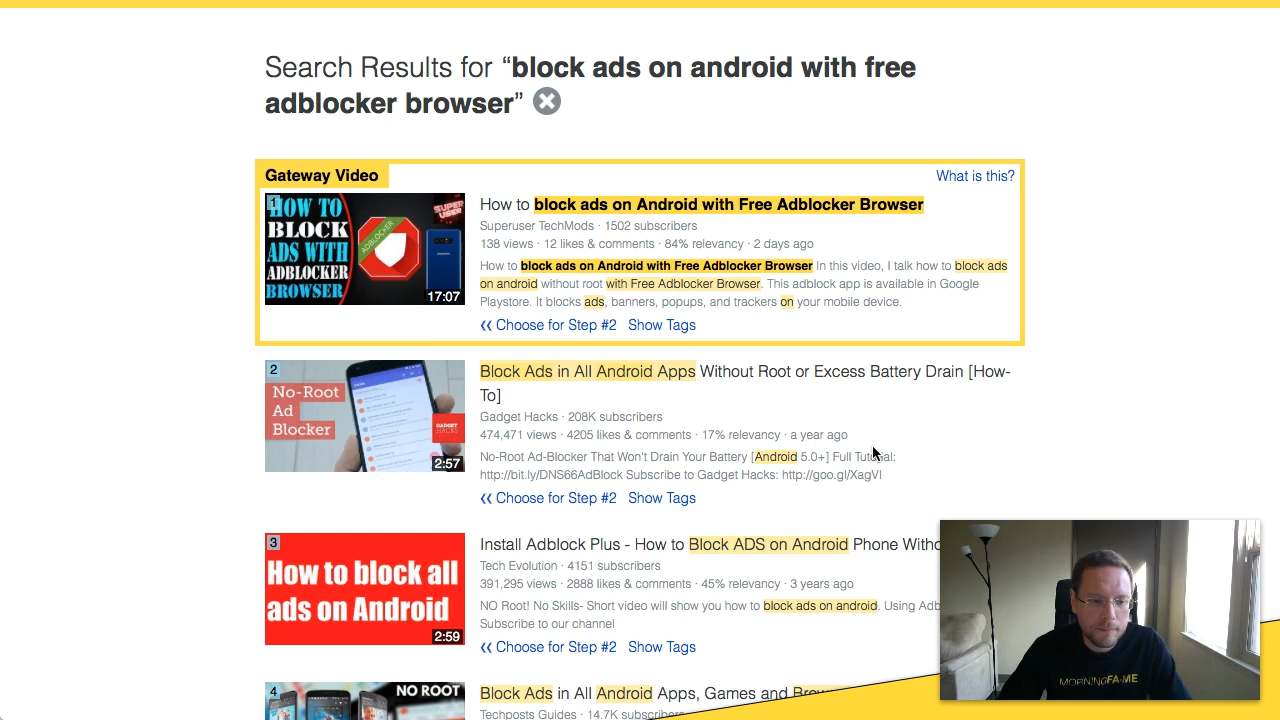 Search Results for “block ads on android with free
adblocker browser”
Gateway Video
What is this?
1
HOW TO
BLOCK
ADS WITH
ADBLOCKER
BROWSER
SUPER
USER
ADBLOCKER
17:07
How to block ads on Android with Free Adblocker Browser
Superuser TechMods · 1502 subscribers
138 views · 12 likes & comments · 84% relevancy · 2 days ago
How to block ads on Android with Free Adblocker Browser In this video, I talk how to block ads
on android without root with Free Adblocker Browser. This adblock app is available in Google
Playstore. It blocks ads, banners, popups, and trackers on your mobile device.
❮❮ Choose for Step #2 Show Tags
2
No-Root
Ad
Blocker
GADGET
HACKS
2:57
Block Ads in All Android Apps Without Root or Excess Battery Drain [How-
To]
Gadget Hacks · 208K subscribers
474,471 views · 4205 likes & comments · 17% relevancy · a year ago
No-Root Ad-Blocker That Won't Drain Your Battery [Android 5.0+] Full Tutorial:
http://bit.ly/DNS66AdBlock Subscribe to Gadget Hacks: http://goo.gl/XagVI
❮❮ Choose for Step #2 Show Tags
3
How to block all
ads on Android
2:59
Install Adblock Plus - How to Block ADS on Android Phone Witho
Tech Evolution · 4151 subscribers
391,295 views · 2888 likes & comments · 45% relevancy · 3 years ago
NO Root! No Skills- Short video will show you how to block ads on android. Using Adb
Subscribe to our channel
❮❮ Choose for Step #2 Show Tags
4
NO ROOT
Block Ads in All Android Apps, Games and Brow
Techposts Guides · 14.7K subscribers
MORNINGFAME